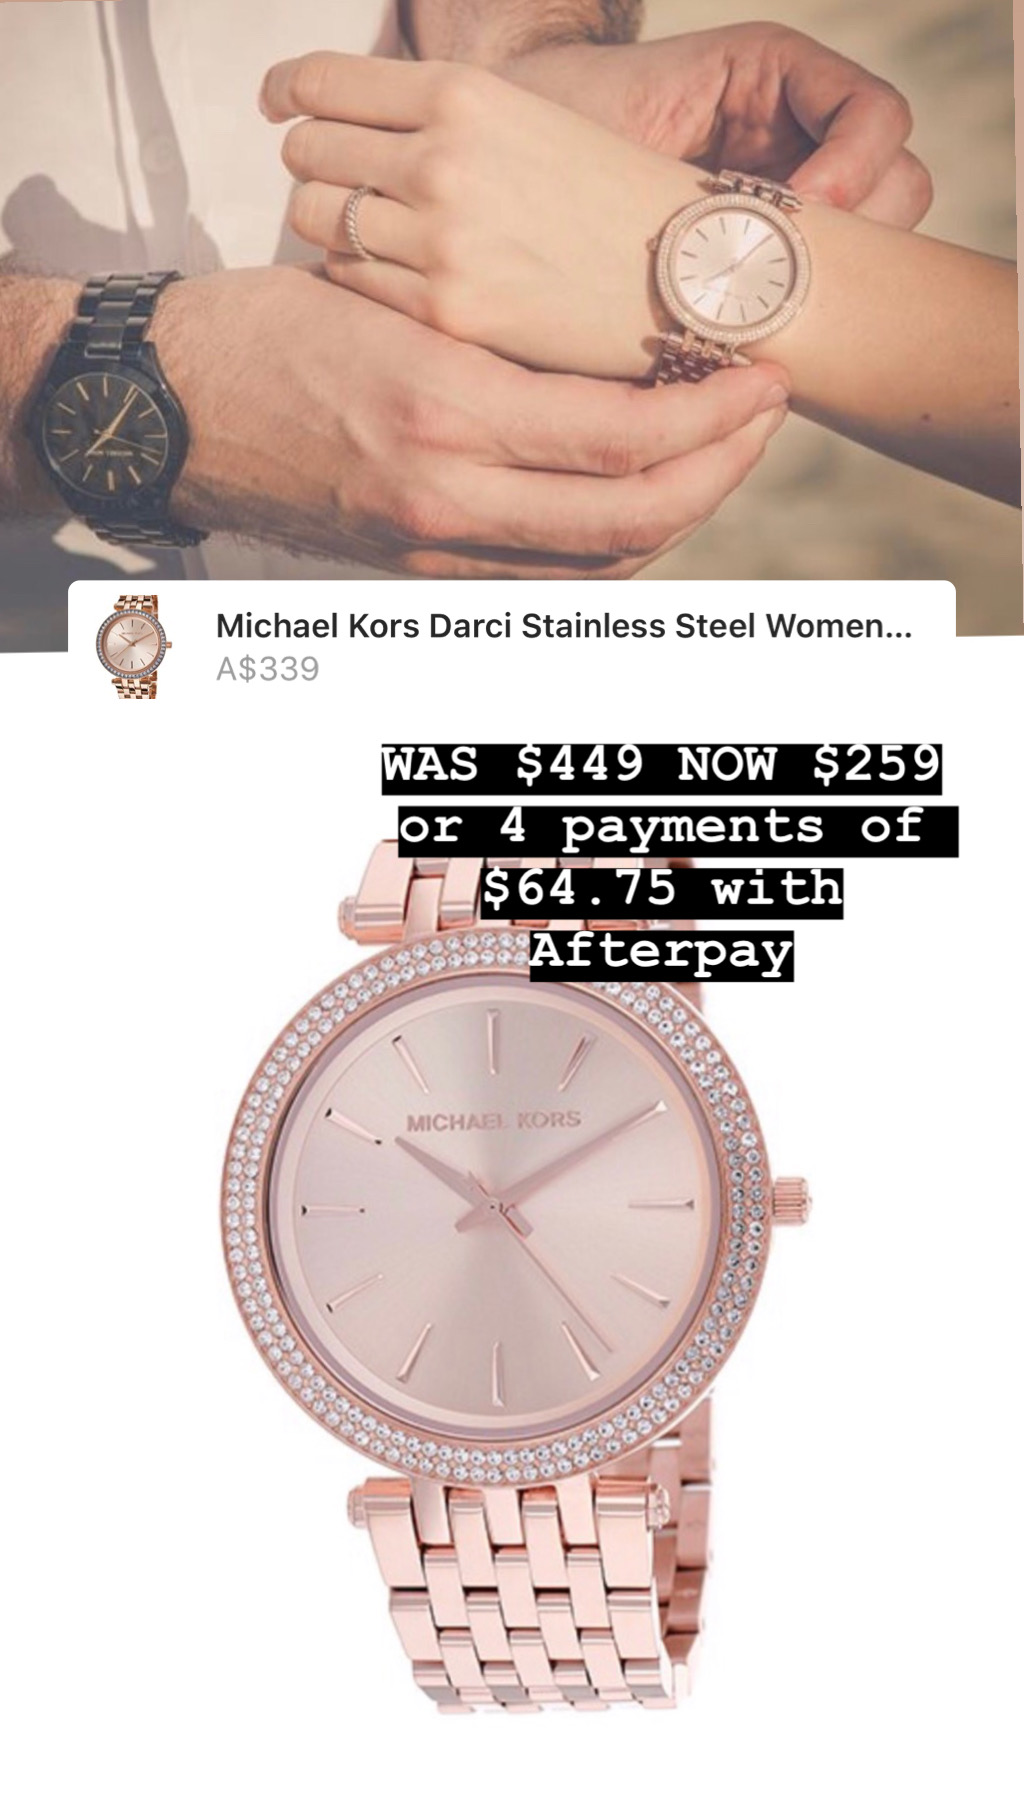 Michael Kors Darci Stainless Steel Women...
A$339
WAS $449 NOW $259
or 4 payments of
$64.75 with
Afterpay
MICHAEL KORS